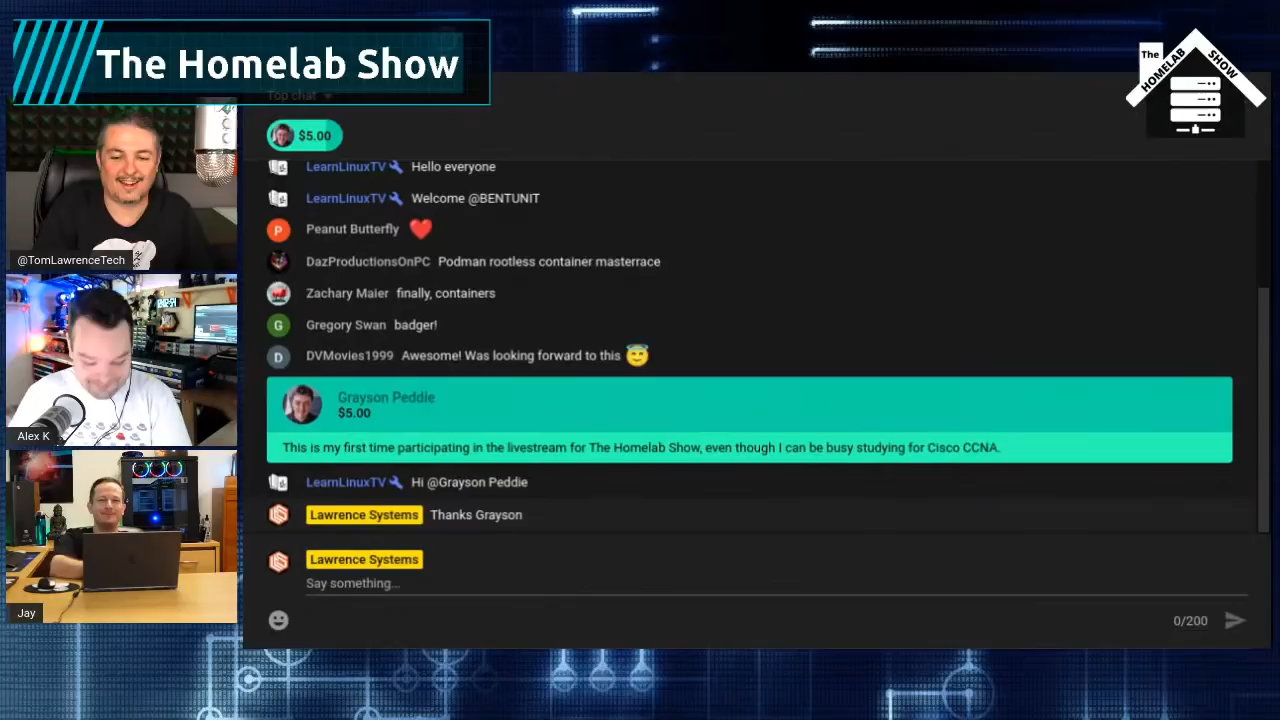 The Homelab Show
The
HOMELAB
SHOW
Top chat
$5.00
LearnLinuxTV Hello everyone
LearnLinuxTV Welcome @BENTUNIT
P
Peanut Butterfly
DazProductionsOnPC Podman rootless container masterrace
Zachary Maier finally, containers
G
Gregory Swan badger!
D
DVMovies1999 Awesome! Was looking forward to this
Grayson Peddie
$5.00
This is my first time participating in the livestream for The Homelab Show, even though I can be busy studying for Cisco CCNA.
LearnLinuxTV Hi @Grayson Peddie
Lawrence Systems Thanks Grayson
Lawrence Systems
Say something...
0/200
@TomLawrenceTech
Alex K
Jay